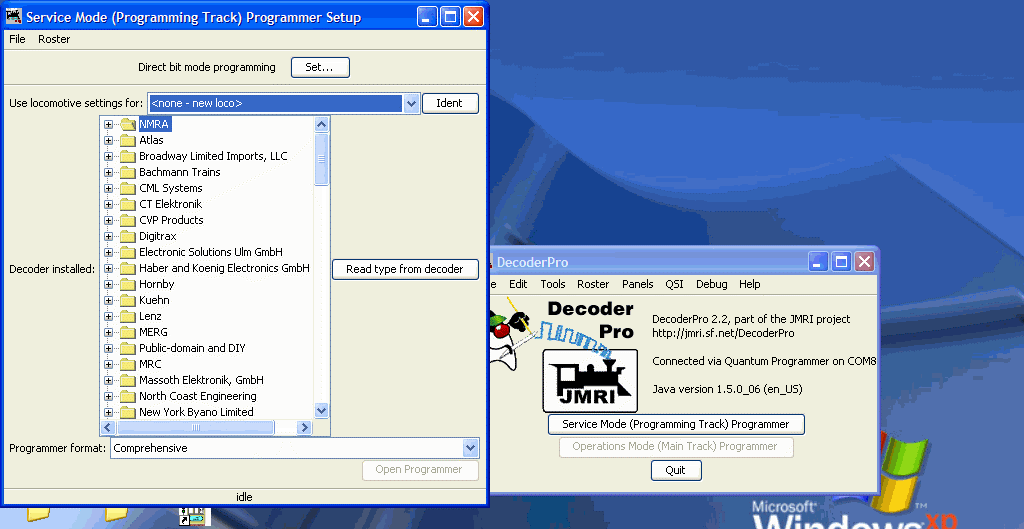 Service Mode (Programming Track) Programmer Setup
File Roster
Direct bit mode programming Set...
Use locomotive settings for: <none - new loco> Ident
NMRA
Atlas
Broadway Limited Imports, LLC
Bachmann Trains
CML Systems
CT Elektronik
CVP Products
Digitrax
Electronic Solutions Ulm GmbH
Decoder installed: Haber and Koenig Electronics GmbH Read type from decoder
Hornby
Kuehn
Lenz
MERG
Public-domain and DIY
MRC
Massoth Elektronik, GmbH
North Coast Engineering
New York Byano Limited
Programmer format: Comprehensive
Open Programmer
idle
DecoderPro
e Edit Tools Roster Panels QSI Debug Help
Decoder
Pro
JMRI
DecoderPro 2.2, part of the JMRI project
http://jmri.sf.net/DecoderPro
Connected via Quantum Programmer on COM8
Java version 1.5.0_06 (en_US)
Service Mode (Programming Track) Programmer
Operations Mode (Main Track) Programmer
Quit
Microsoft®
Windows xp
TM